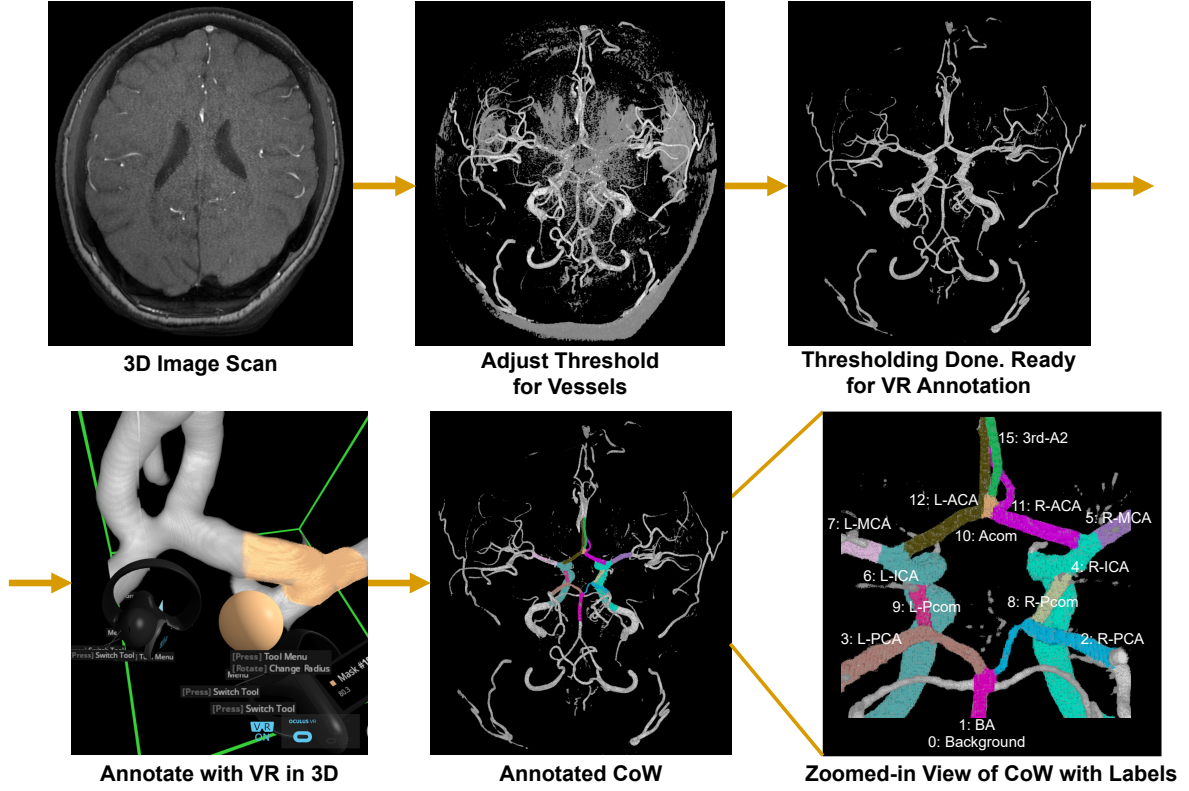 3D Image Scan
Adjust Threshold
for Vessels
Thresholding Done. Ready
for VR Annotation
[Press] Switch Tool
Tool Menu
[Press] Tool Menu
[Rotate] Change Radius
Menu
[Press] Switch Tool
[Press] Switch Tool
80.3
VR
ON
OCULUS VR
Annotate with VR in 3D
Annotated CoW
15: 3rd-A2
12: L-ACA
11: R-ACA
7: L-MCA
5: R-MCA
10: Acom
6: L-ICA
4: R-ICA
9: L-Pcom
8: R-Pcom
3: L-PCA
2: R-PCA
1: BA
0: Background
Zoomed-in View of CoW with Labels